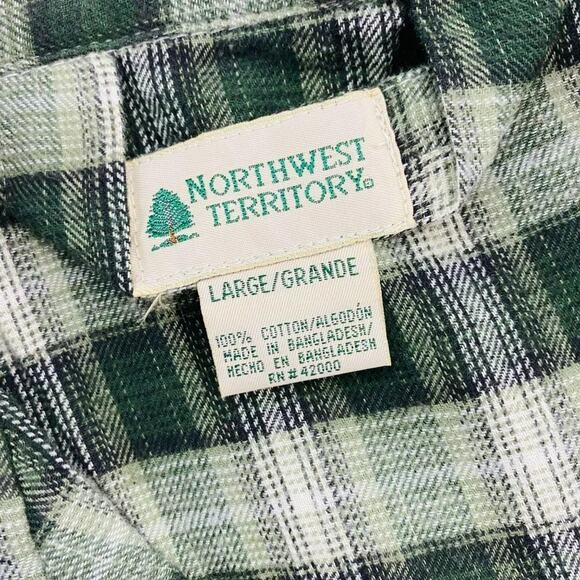 NORTHWEST
TERRITORY®
LARGE/GRANDE
100% COTTON/ALGODÓN
MADE IN BANGLADESH/
HECHO EN BANGLADESH
RN#42000